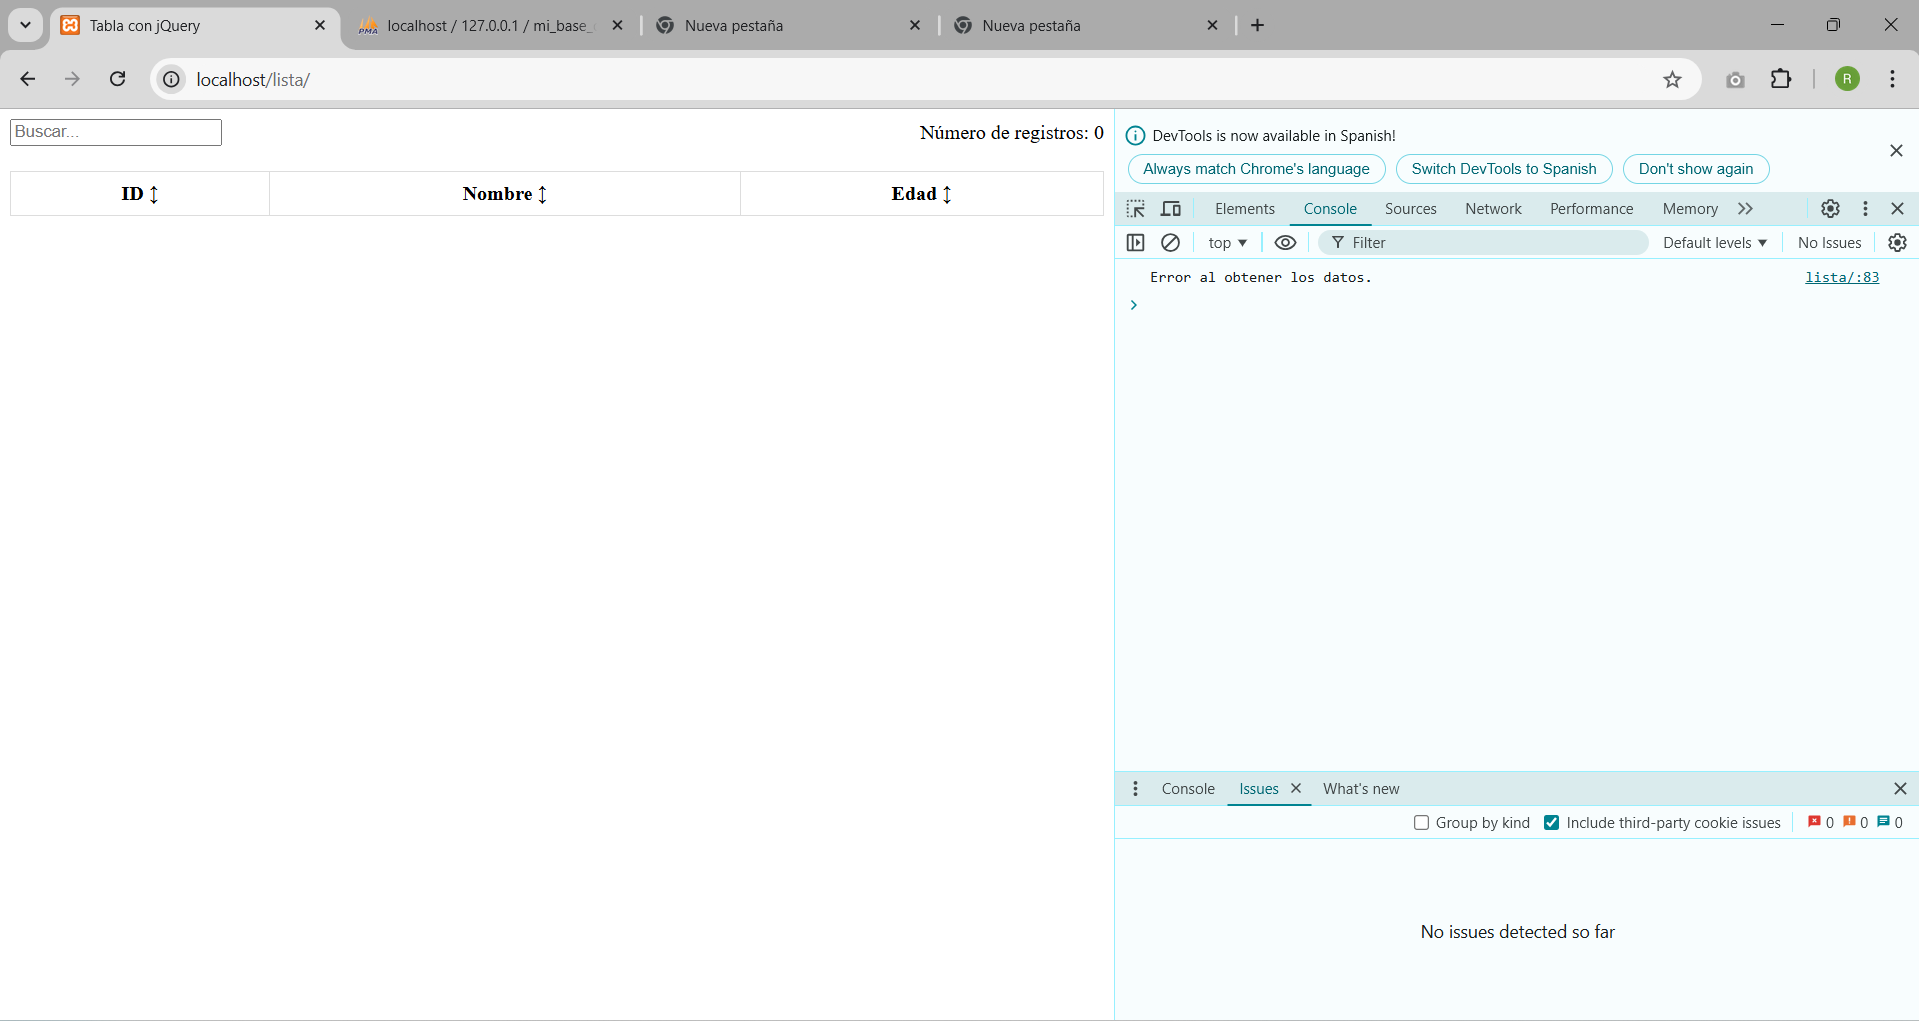 Tabla con jQuery
localhost / 127.0.0.1 / mi_base_
Nueva pestaña
Nueva pestaña
localhost/lista/
R
Buscar...
Número de registros: 0
ID ↕ Nombre ↕ Edad ↕
DevTools is now available in Spanish!
Always match Chrome's language Switch DevTools to Spanish Don't show again
Elements Console Sources Network Performance Memory
top Filter Default levels No Issues
Error al obtener los datos. lista/:83
Console Issues What's new
Group by kind Include third-party cookie issues 0 0 0
No issues detected so far